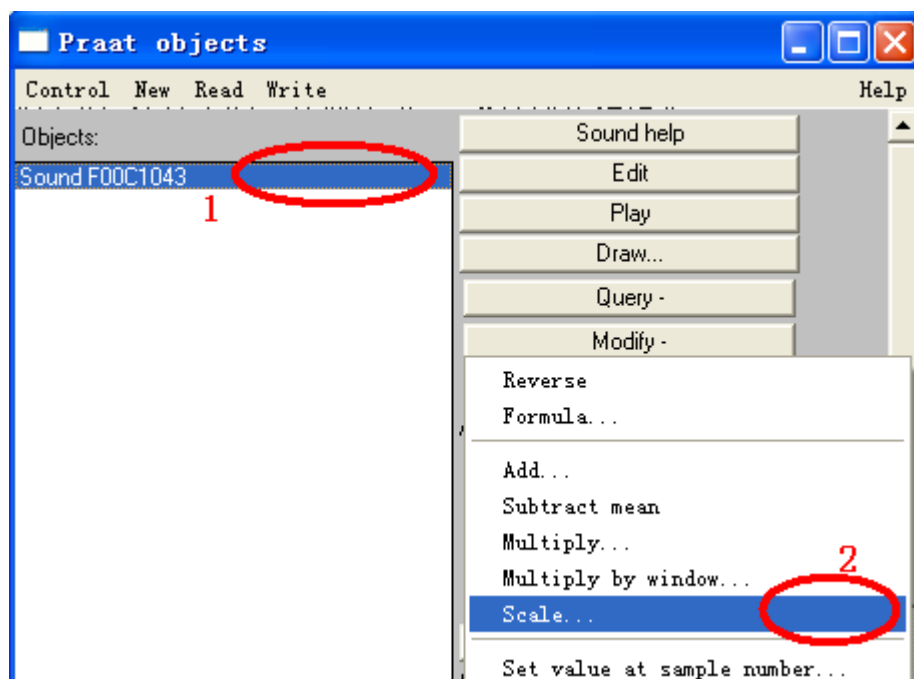 Praat objects
Control New Read Write Help
Objects:
Sound F00C1043
1
Sound help
Edit
Play
Draw...
Query -
Modify -
Reverse
Formula...
Add...
Subtract mean
Multiply...
Multiply by window...
2
Scale...
Set value at sample number...